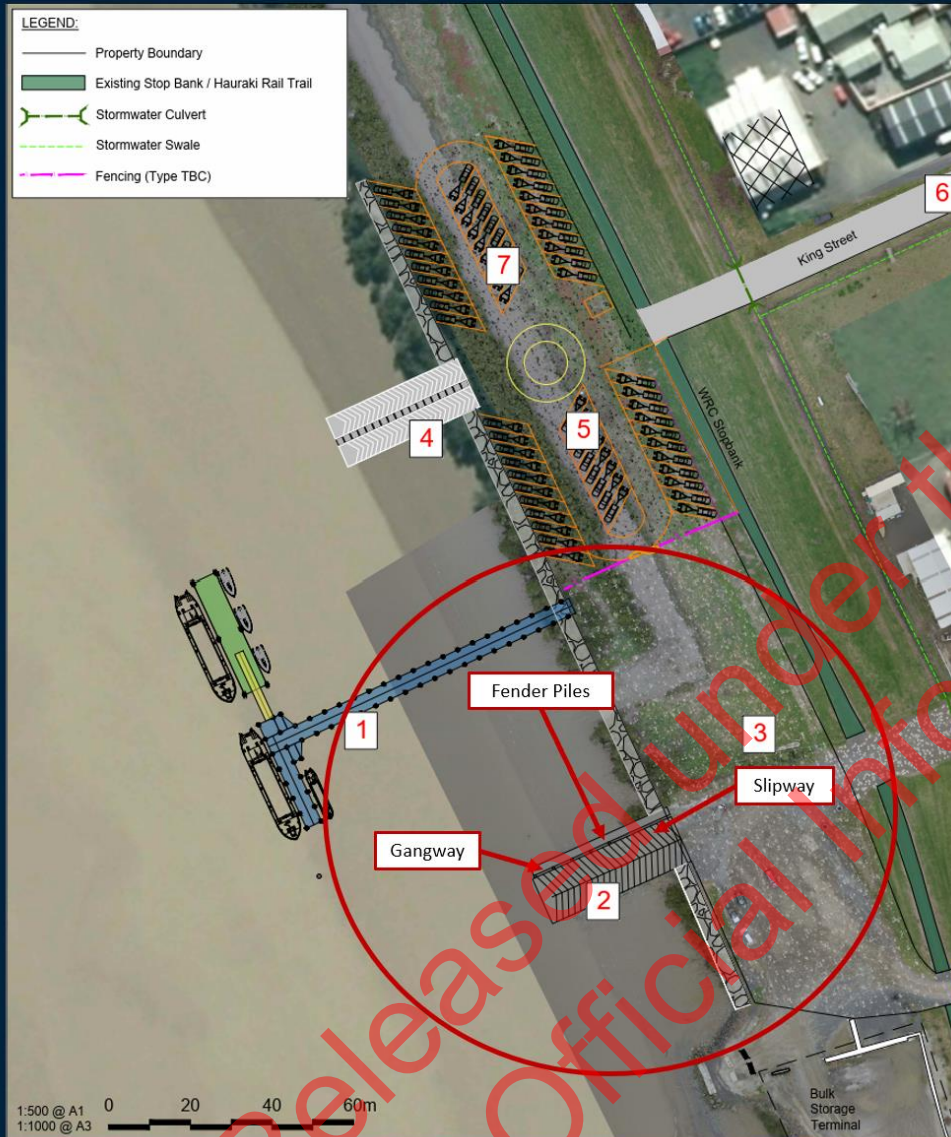 LEGEND:
Property Boundary
Existing Stop Bank / Hauraki Rail Trail
Stormwater Culvert
Stormwater Swale
Fencing (Type TBC)
6
King Street
7
5
4
WRC Stopbank
Fender Piles
1
3
Slipway
Gangway
2
1:500 @ A1
1:1000 @ A3
0 20 40 60m
Bulk
Storage
Terminal
Released under th
Official Info